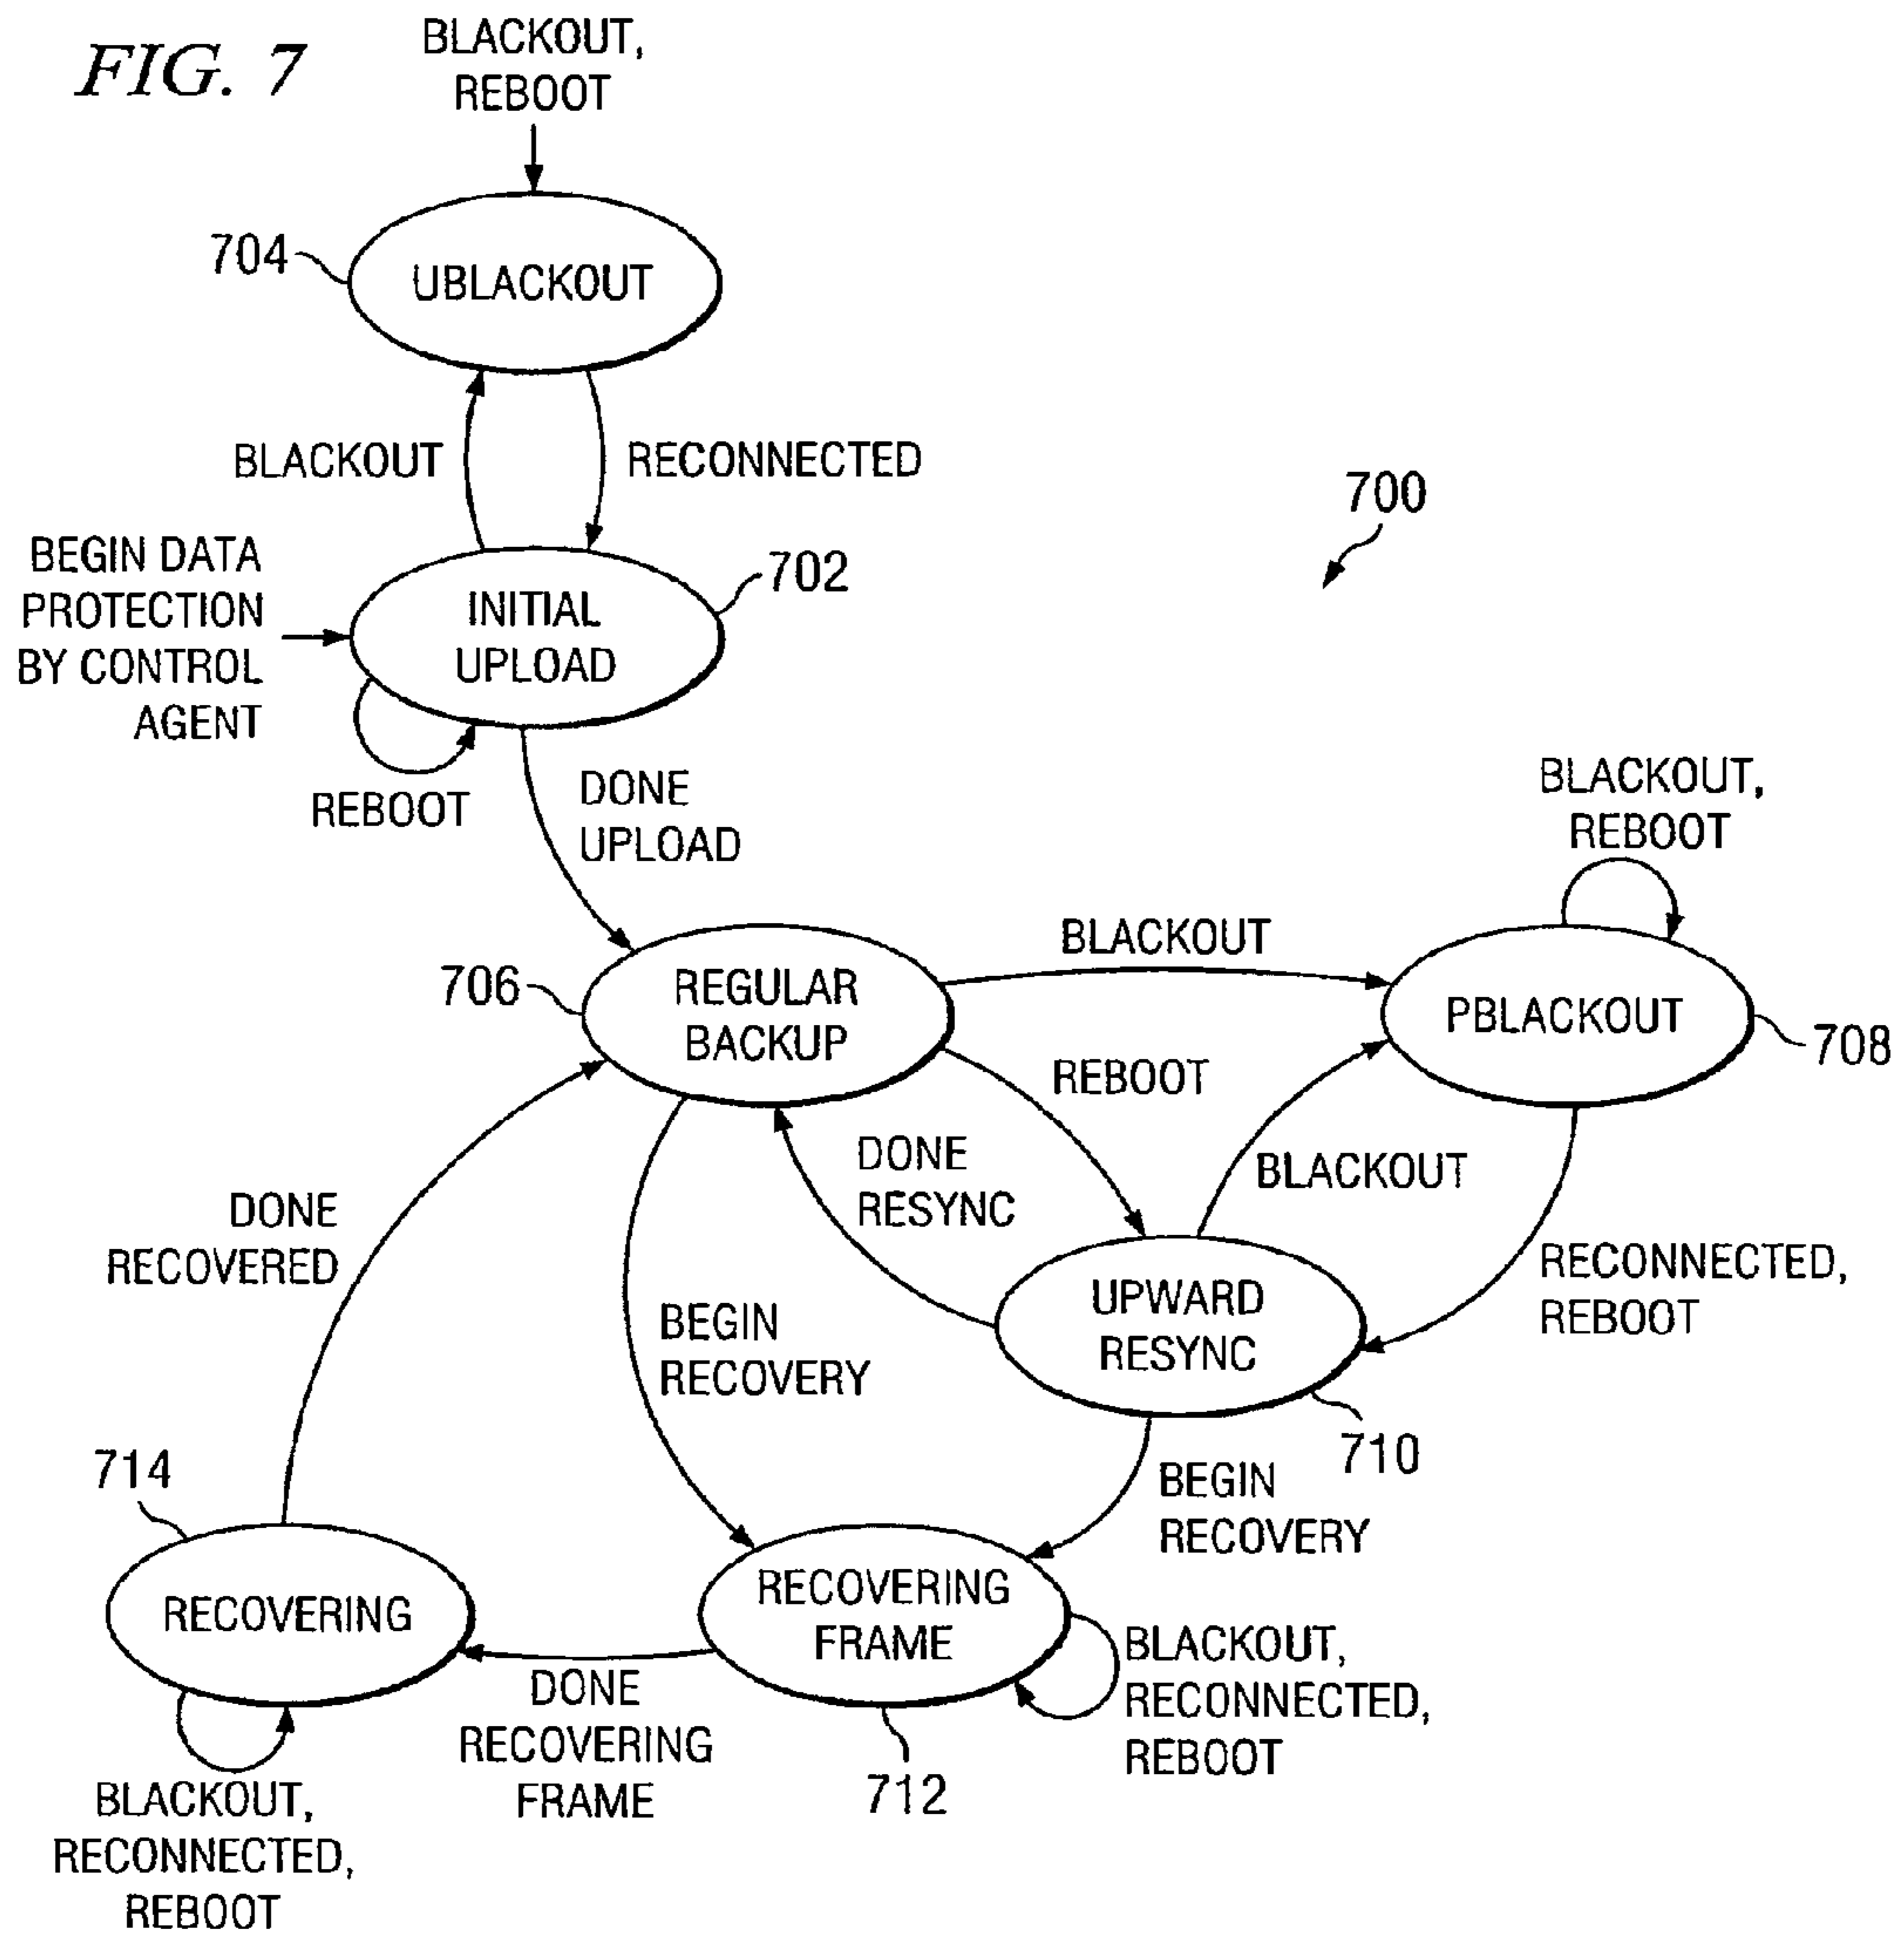 FIG. 7
BLACKOUT,
REBOOT
704
UBLACKOUT
BLACKOUT
RECONNECTED
700
BEGIN DATA
PROTECTION
BY CONTROL
AGENT
702
INITIAL
UPLOAD
REBOOT
DONE
UPLOAD
BLACKOUT,
REBOOT
706
REGULAR
BACKUP
BLACKOUT
PBLACKOUT
708
REBOOT
DONE
RESYNC
BLACKOUT
DONE
RECOVERED
RECONNECTED,
REBOOT
UPWARD
RESYNC
BEGIN
RECOVERY
710
714
BEGIN
RECOVERY
RECOVERING
RECOVERING
FRAME
DONE
RECOVERING
FRAME
BLACKOUT,
RECONNECTED,
REBOOT
712
BLACKOUT,
RECONNECTED,
REBOOT